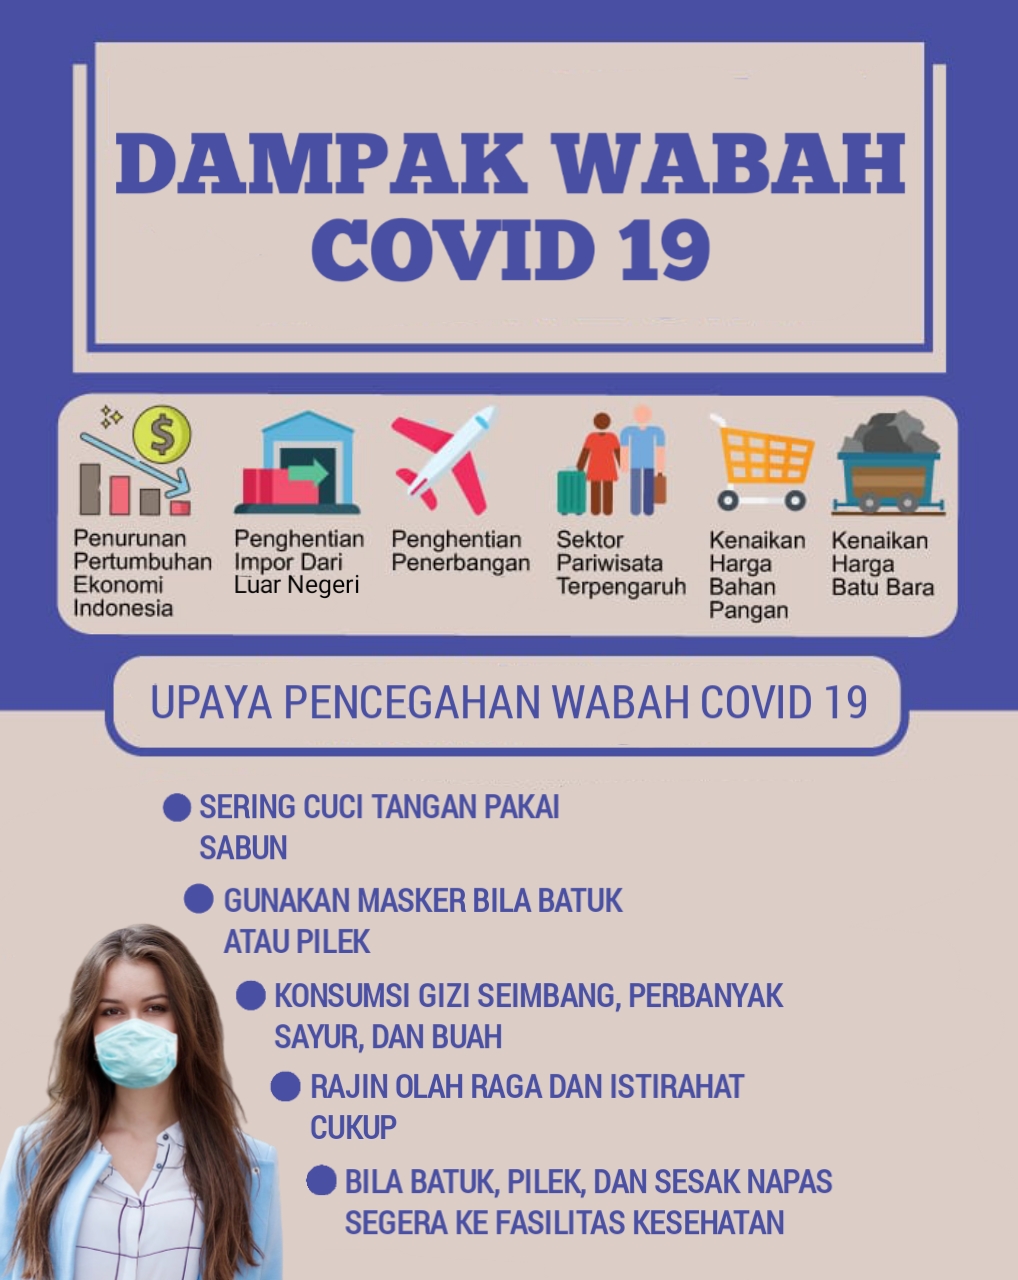 DAMPAK WABAH
COVID 19
Penurunan
Pertumbuhan
Ekonomi
Indonesia
Penghentian
Impor Dari
Luar Negeri
Penghentian
Penerbangan
Sektor
Pariwisata
Terpengaruh
Kenaikan
Harga
Bahan
Pangan
Kenaikan
Harga
Batu Bara
UPAYA PENCEGAHAN WABAH COVID 19
SERING CUCI TANGAN PAKAI
SABUN
GUNAKAN MASKER BILA BATUK
ATAU PILEK
KONSUMSI GIZI SEIMBANG, PERBANYAK
SAYUR, DAN BUAH
RAJIN OLAH RAGA DAN ISTIRAHAT
CUKUP
BILA BATUK, PILEK, DAN SESAK NAPAS
SEGERA KE FASILITAS KESEHATAN